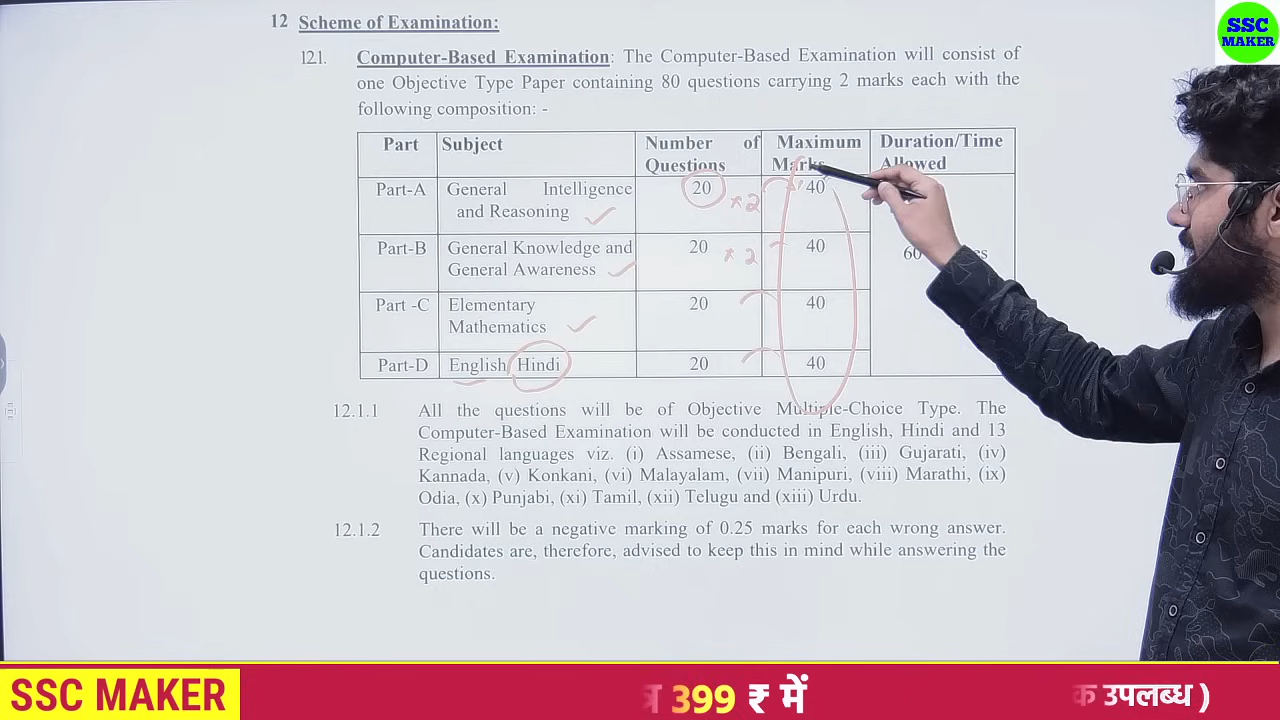 SSC
MAKER
12 Scheme of Examination:
12.1. Computer-Based Examination: The Computer-Based Examination will consist of
one Objective Type Paper containing 80 questions carrying 2 marks each with the
following composition: -
Part Subject Number of Questions Maximum Marks Duration/Time Allowed
Part-A General Intelligence and Reasoning 20 *2 40
Part-B General Knowledge and General Awareness 20 *2 40 60
Part -C Elementary Mathematics 20 40
Part-D English Hindi 20 40
12.1.1 All the questions will be of Objective Multiple-Choice Type. The
Computer-Based Examination will be conducted in English, Hindi and 13
Regional languages viz. (i) Assamese, (ii) Bengali, (iii) Gujarati, (iv)
Kannada, (v) Konkani, (vi) Malayalam, (vii) Manipuri, (viii) Marathi, (ix)
Odia, (x) Punjabi, (xi) Tamil, (xii) Telugu and (xiii) Urdu.
12.1.2 There will be a negative marking of 0.25 marks for each wrong answer.
Candidates are, therefore, advised to keep this in mind while answering the
questions.
SSC MAKER 399 ₹ में उपलब्ध )